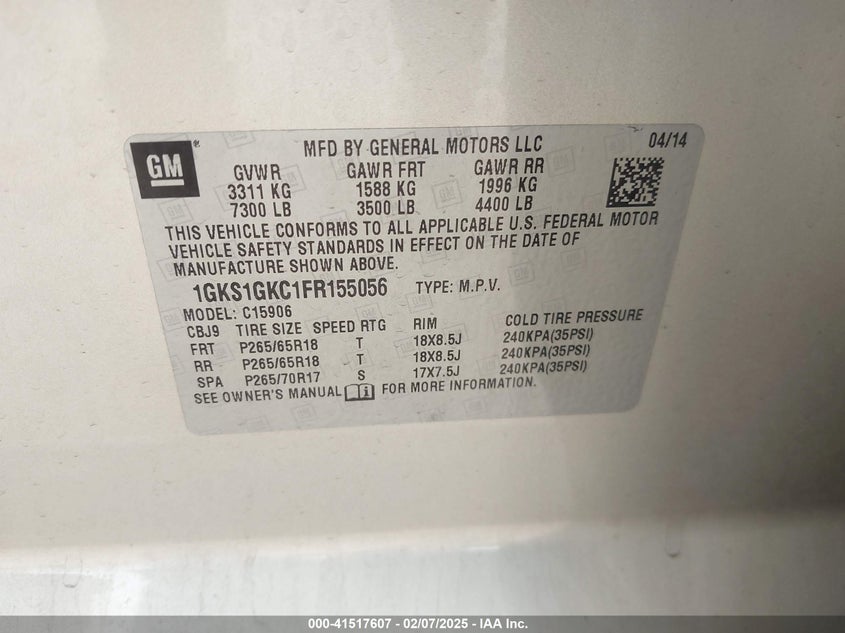 GM
MFD BY GENERAL MOTORS LLC 04/14
GVWR GAWR FRT GAWR RR
3311 KG 1588 KG 1996 KG
7300 LB 3500 LB 4400 LB
THIS VEHICLE CONFORMS TO ALL APPLICABLE U.S. FEDERAL MOTOR
VEHICLE SAFETY STANDARDS IN EFFECT ON THE DATE OF
MANUFACTURE SHOWN ABOVE.
1GKS1GKC1FR155056 TYPE: M.P.V.
MODEL: C15906
CBJ9 TIRE SIZE SPEED RTG RIM COLD TIRE PRESSURE
FRT P265/65R18 T 18X8.5J 240KPA(35PSI)
RR P265/65R18 T 18X8.5J 240KPA(35PSI)
SPA P265/70R17 S 17X7.5J 240KPA(35PSI)
SEE OWNER'S MANUAL FOR MORE INFORMATION.
000-41517607 - 02/07/2025 - IAA Inc.